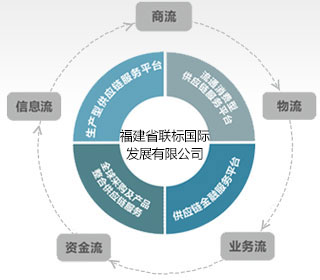 商流
信息流
物流
生产型供应链服务平台
流通消费型
供应链服务平台
福建省联标国际
发展有限公司
全球采购及产品
整合供应链服务
供应链金融服务平台
资金流
业务流